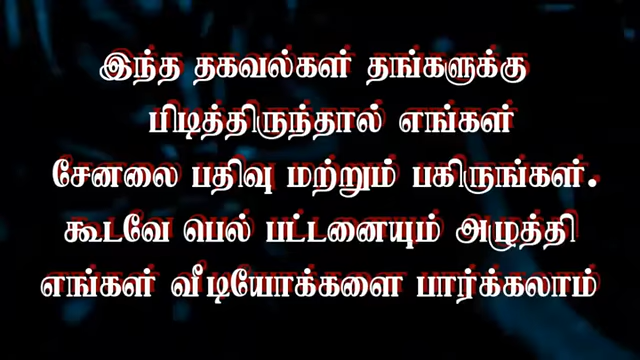 இந்த தகவல்கள் தங்களுக்கு
பிடித்திருந்தால் எங்கள்
சேனலை பதிவு மற்றும் பகிருங்கள்.
கூடவே பெல் பட்டனையும் அழுத்தி
எங்கள் வீடியோக்களை பார்க்கலாம்